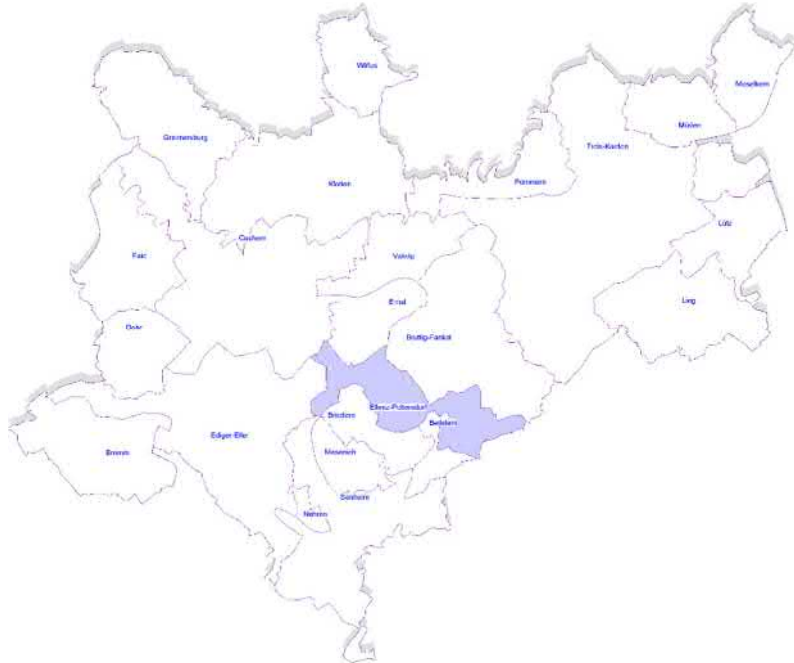 Wirfus
Moselkern
Müden
Greimersburg
Treis-Karden
Klotten
Pommern
Lütz
Cochem
Faid
Valwig
Ernst
Lieg
Dohr
Bruttig-Fankel
Ellenz-Poltersdorf
Briedern
Beilstein
Ediger-Eller
Bremm
Mesenich
Senheim
Nehren